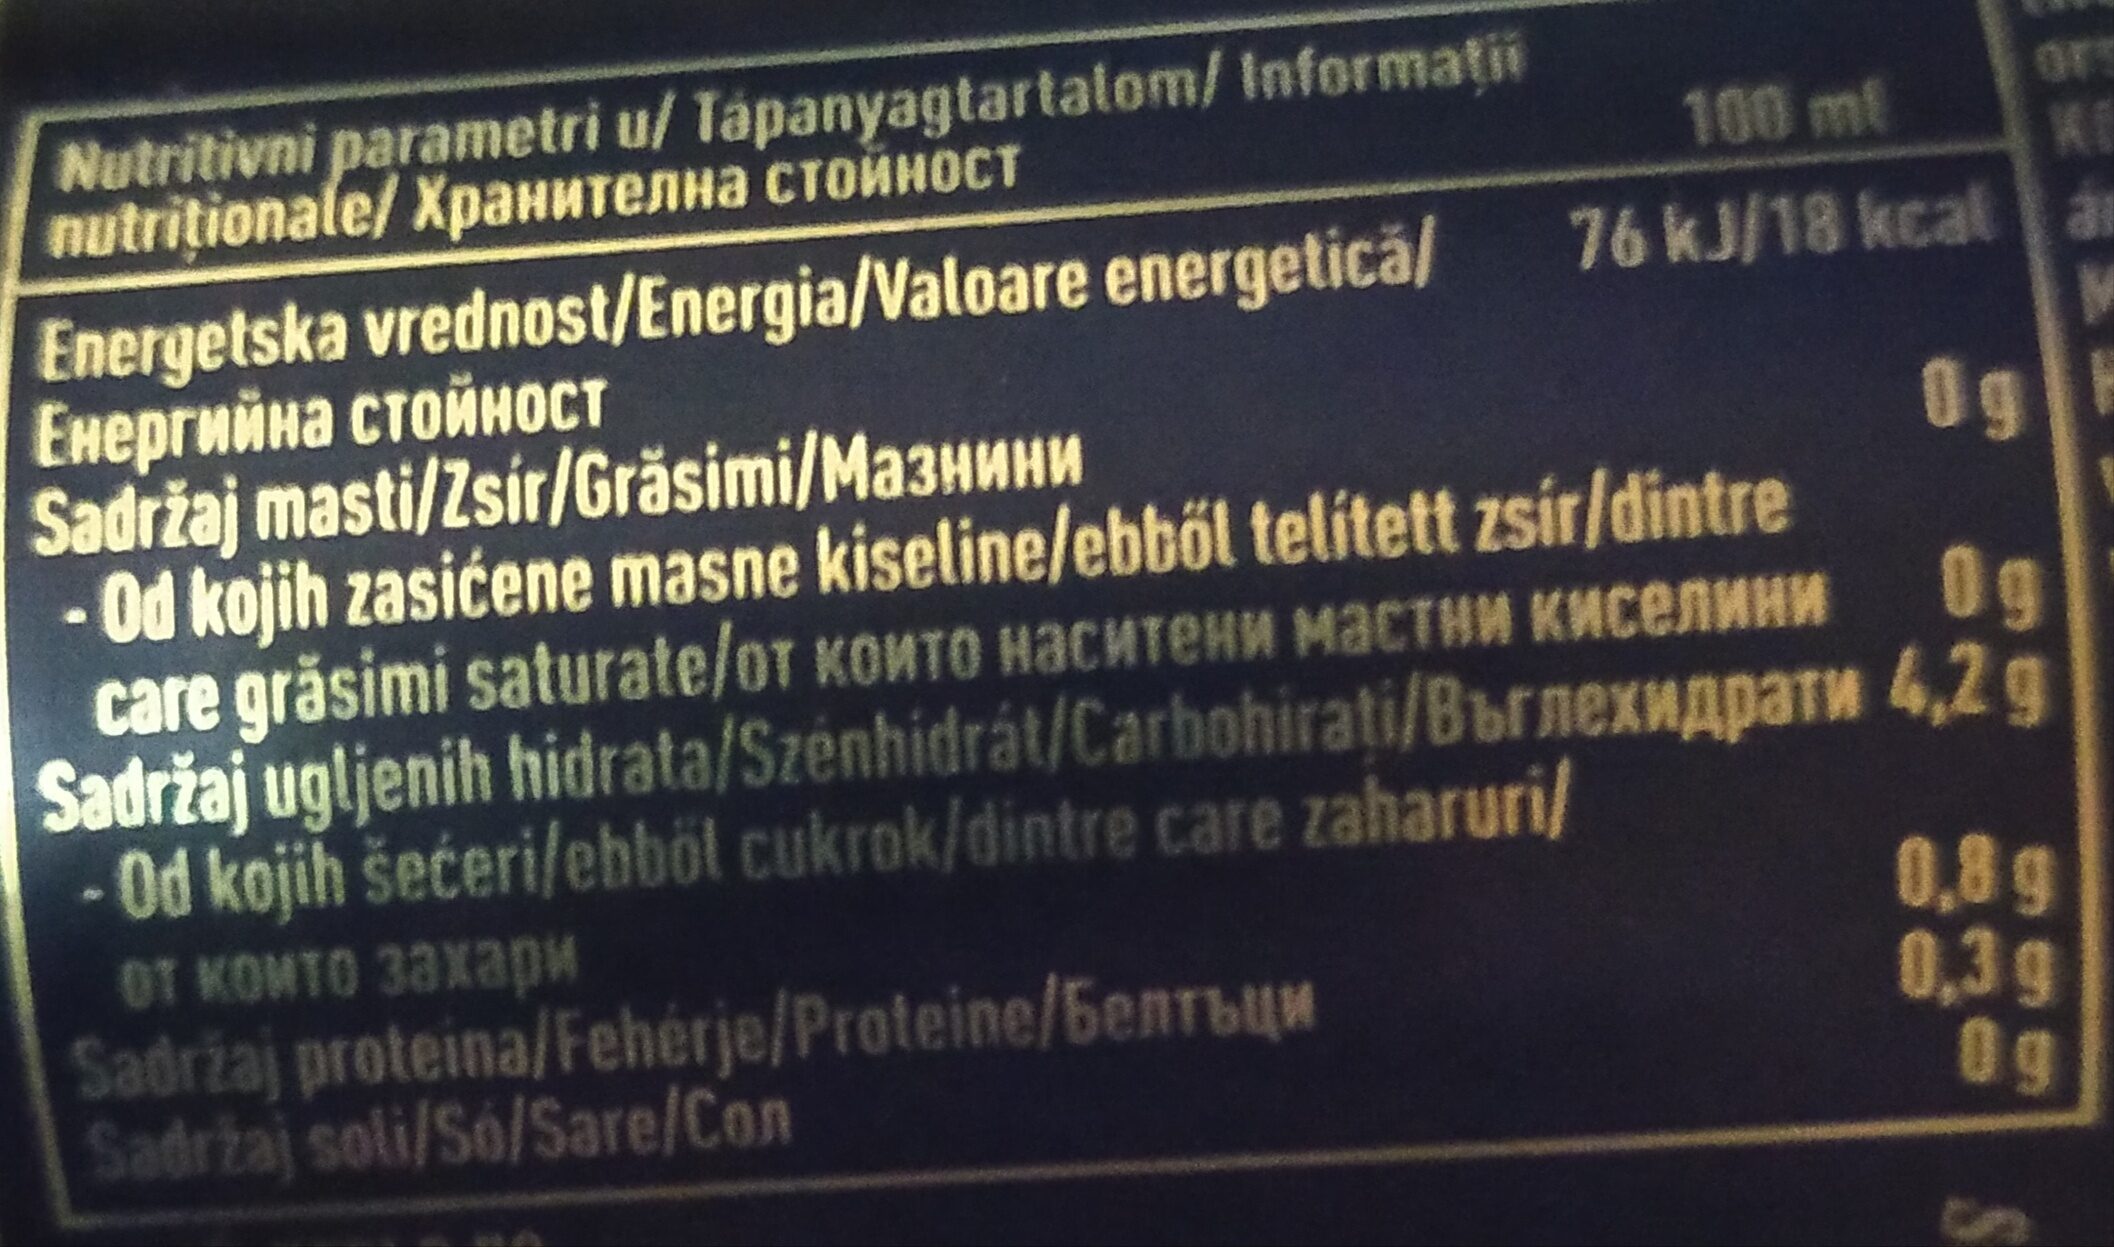 Nutritivni parametri u/ Tápanyagtartalom/ Informaţii
nutriţionale/ Хранителна стойност
100 ml
Energetska vrednost/Energia/Valoare energetică/
76 kJ/18 kcal
Енергийна стойност
Sadržaj masti/Zsír/Grăsimi/Мазнини
0 g
- Od kojih zasićene masne kiseline/ebből telített zsír/dintre
care grăsimi saturate/от които наситени мастни киселини
0 g
Sadržaj ugljenih hidrata/Szénhidrát/Carbohiraţi/Въглехидрати 4,2 g
- Od kojih šećeri/ebből cukrok/dintre care zaharuri/
от които захари
0,8 g
Sadržaj proteina/Fehérje/Proteine/Белтъци
0,3 g
Sadržaj soli/Só/Sare/Сол
0 g